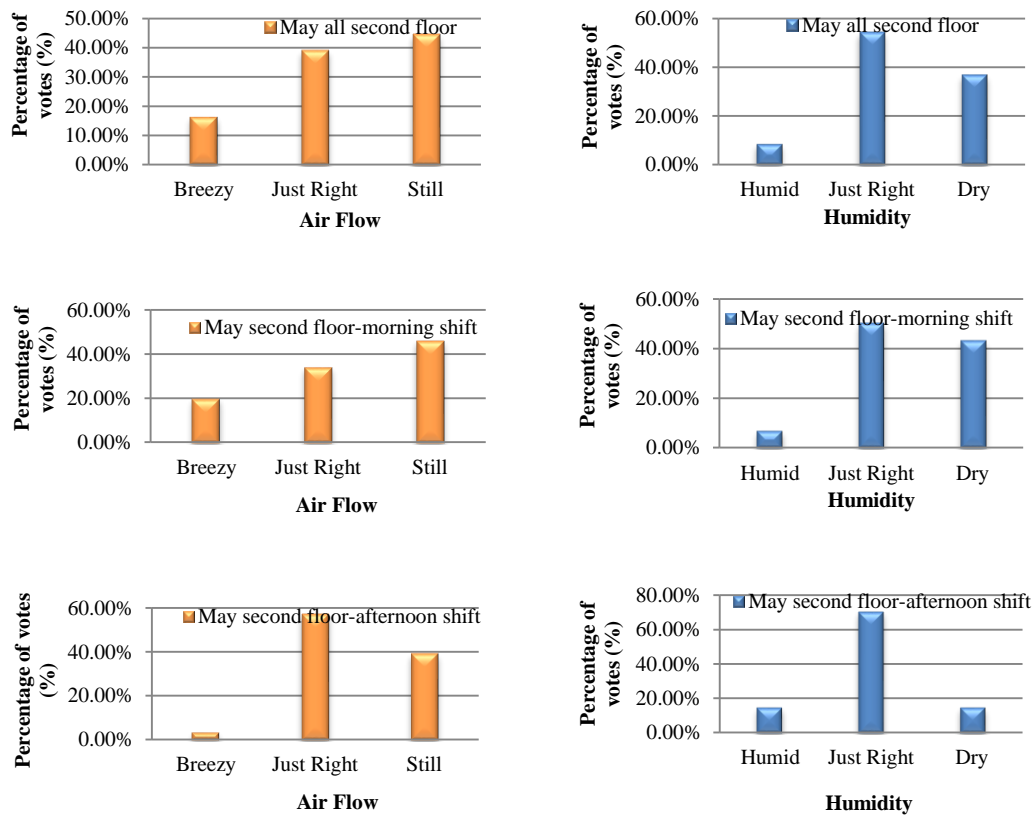 Percentage of
votes (%)
50.00%
40.00%
30.00%
20.00%
10.00%
0.00%
May all second floor
Breezy Just Right Still
Air Flow
Percentage of
votes (%)
60.00%
40.00%
20.00%
0.00%
May all second floor
Humid Just Right Dry
Humidity
Percentage of
votes (%)
60.00%
40.00%
20.00%
0.00%
May second floor-morning shift
Breezy Just Right Still
Air Flow
Percentage of
votes (%)
60.00%
40.00%
20.00%
0.00%
May second floor-morning shift
Humid Just Right Dry
Humidity
Percentage of votes
(%)
60.00%
40.00%
20.00%
0.00%
May second floor-afternoon shift
Breezy Just Right Still
Air Flow
Percentage of
votes (%)
80.00%
60.00%
40.00%
20.00%
0.00%
May second floor-afternoon shift
Humid Just Right Dry
Humidity